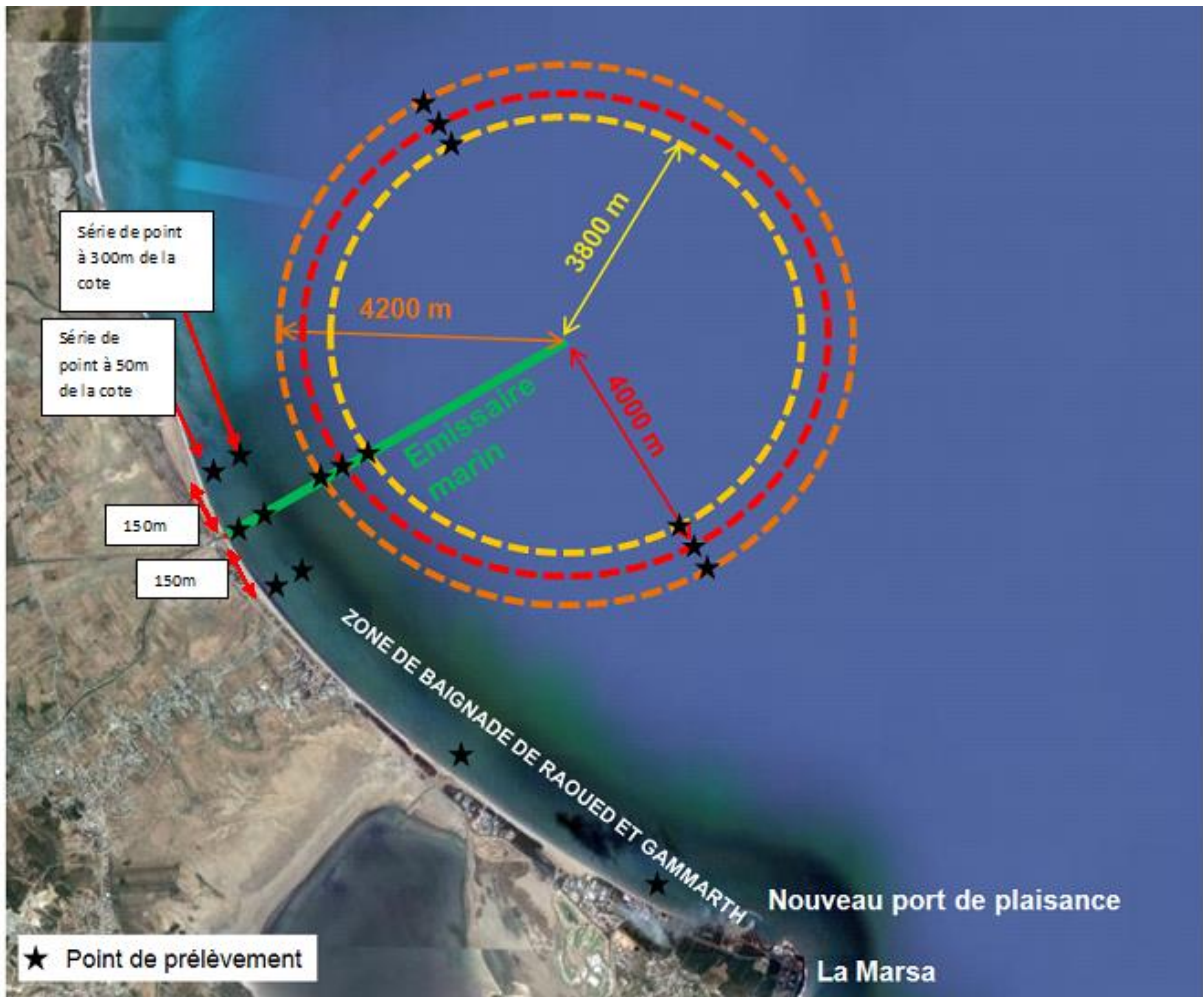 Série de point
à 300m de la
cote
Série de
point à 50m
de la cote
3800 m
4200 m
4000 m
Emissaire
marin
150m
150m
ZONE DE BAIGNADE DE RAOUED ET GAMMARTH
Nouveau port de plaisance
La Marsa
Point de prélèvement